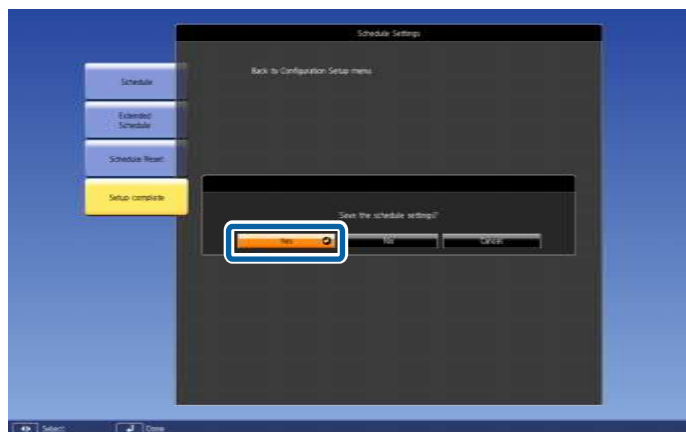 Schedule Settings
Back to Configuration Setup menu
Schedule
Extended
Schedule
Schedule Reset
Setup complete
Save the schedule settings?
Yes No Cancel
Select Done